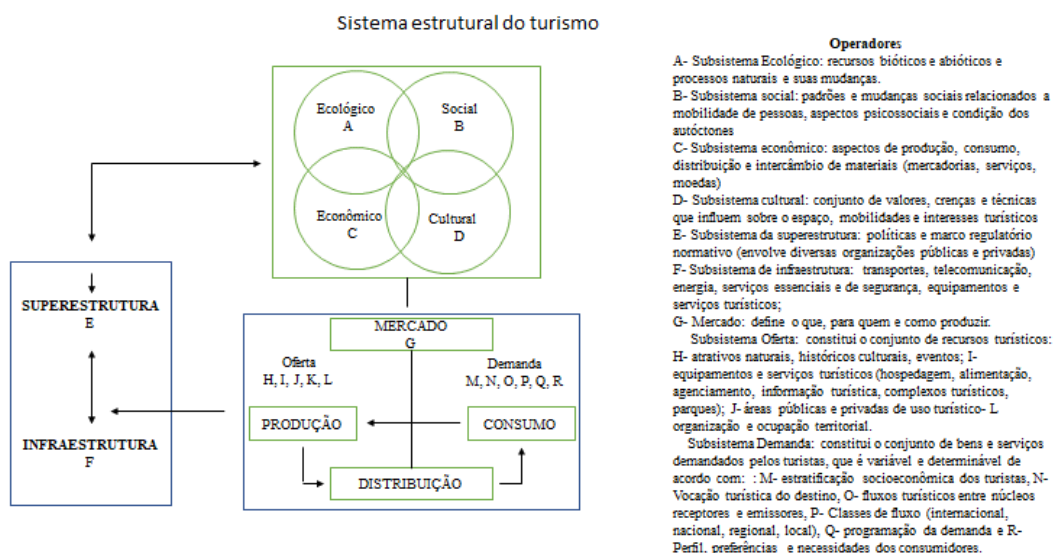 Sistema estrutural do turismo
Ecológico
A
Social
B
Econômico
C
Cultural
D
SUPERESTRUTURA
E
INFRAESTRUTURA
F
MERCADO
G
Oferta
H, I, J, K, L
Demanda
M, N, O, P, Q, R
PRODUÇÃO
CONSUMO
DISTRIBUIÇÃO
Operadores
A- Subsistema Ecológico: recursos bióticos e abióticos e
processos naturais e suas mudanças.
B- Subsistema social: padrões e mudanças sociais relacionados a
mobilidade de pessoas, aspectos psicossociais e condição dos
autóctones
C- Subsistema econômico: aspectos de produção, consumo,
distribuição e intercâmbio de materiais (mercadorias, serviços,
moedas)
D- Subsistema cultural: conjunto de valores, crenças e técnicas
que influem sobre o espaço, mobilidades e interesses turísticos
E- Subsistema da superestrutura: políticas e marco regulatório
normativo (envolve diversas organizações públicas e privadas)
F- Subsistema de infraestrutura: transportes, telecomunicação,
energia, serviços essenciais e de segurança, equipamentos e
serviços turísticos;
G- Mercado: define o que, para quem e como produzir.
Subsistema Oferta: constitui o conjunto de recursos turísticos:
H- atrativos naturais, históricos culturais, eventos; I-
equipamentos e serviços turísticos (hospedagem, alimentação,
agenciamento, informação turística, complexos turísticos,
parques); J- áreas públicas e privadas de uso turístico- L
organização e ocupação territorial.
Subsistema Demanda: constitui o conjunto de bens e serviços
demandados pelos turistas, que é variável e determinável de
acordo com: : M- estratificação socioeconômica dos turistas, N-
Vocação turística do destino, O- fluxos turísticos entre núcleos
receptores e emissores, P- Classes de fluxo (internacional,
nacional, regional, local), Q- programação da demanda e R-
Perfil, preferências e necessidades dos consumidores.